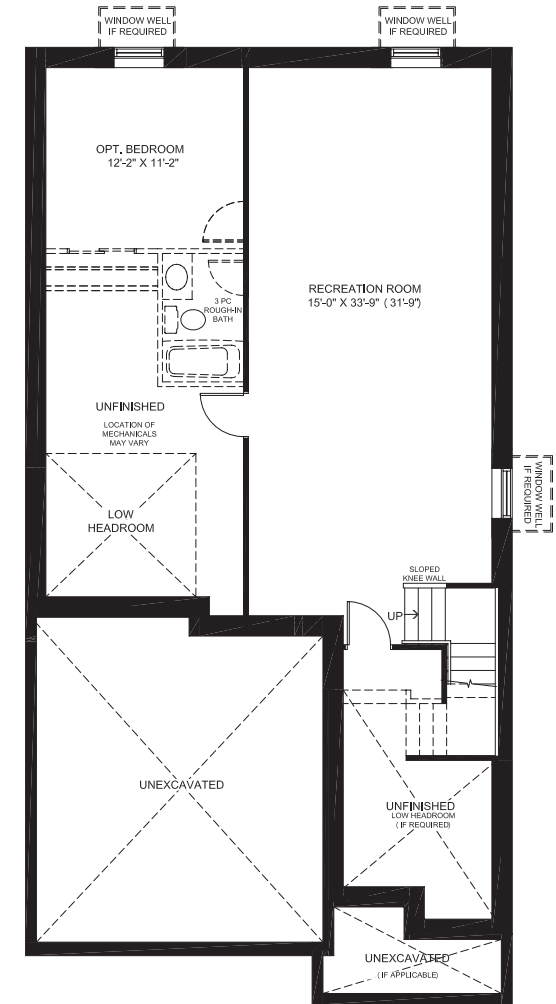 WINDOW WELL
IF REQUIRED
WINDOW WELL
IF REQUIRED
OPT. BEDROOM
12'-2" X 11'-2"
RECREATION ROOM
15'-0" X 33'-9" ( 31'-9")
3 PC
ROUGH-IN
BATH
UNFINISHED
LOCATION OF
MECHANICALS
MAY VARY
WINDOW WELL
IF REQUIRED
LOW
HEADROOM
SLOPED
KNEE WALL
UP
UNEXCAVATED
UNFINISHED
LOW HEADROOM
( IF REQUIRED)
UNEXCAVATED
( IF APPLICABLE)